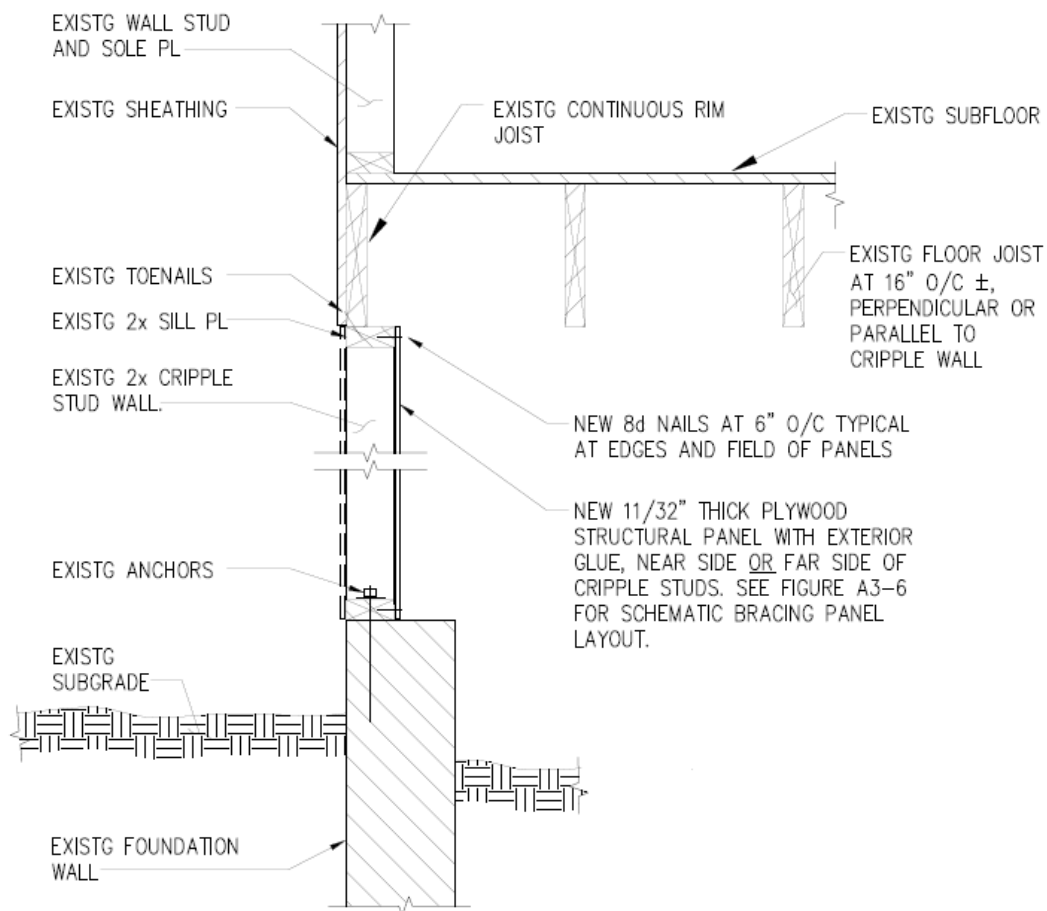 EXISTG WALL STUD
AND SOLE PL
EXISTG SHEATHING
EXISTG CONTINUOUS RIM
JOIST
EXISTG SUBFLOOR
EXISTG TOENAILS
EXISTG 2x SILL PL
EXISTG 2x CRIPPLE
STUD WALL.
EXISTG FLOOR JOIST
AT 16" O/C ±,
PERPENDICULAR OR
PARALLEL TO
CRIPPLE WALL
NEW 8d NAILS AT 6" O/C TYPICAL
AT EDGES AND FIELD OF PANELS
NEW 11/32" THICK PLYWOOD
STRUCTURAL PANEL WITH EXTERIOR
GLUE, NEAR SIDE OR FAR SIDE OF
CRIPPLE STUDS. SEE FIGURE A3-6
FOR SCHEMATIC BRACING PANEL
LAYOUT.
EXISTG ANCHORS
EXISTG
SUBGRADE
EXISTG FOUNDATION
WALL